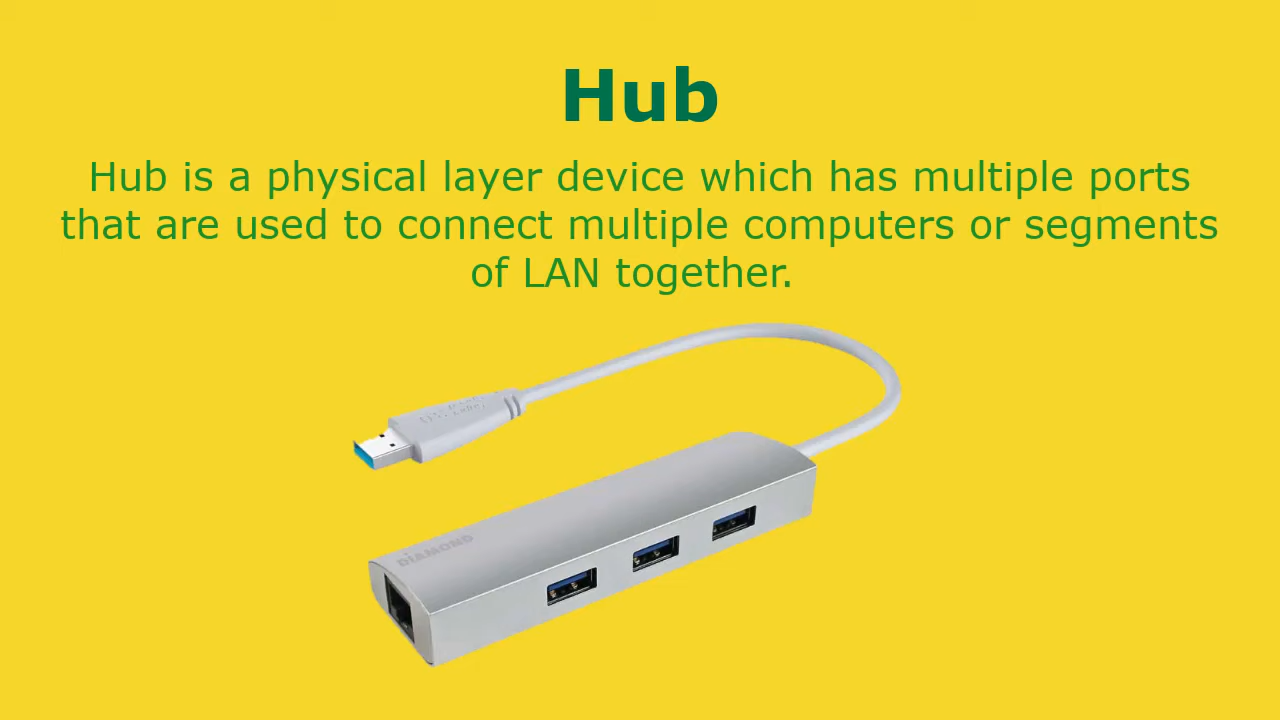 Hub
Hub is a physical layer device which has multiple ports
that are used to connect multiple computers or segments
of LAN together.
DIAMOND